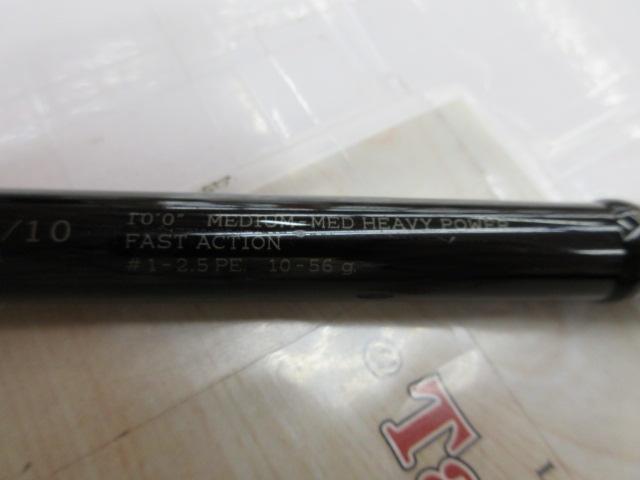 /10
10'0" MEDIUM-MED HEAVY POWER
FAST ACTION
#1-2.5 PE 10-56 g.
T&